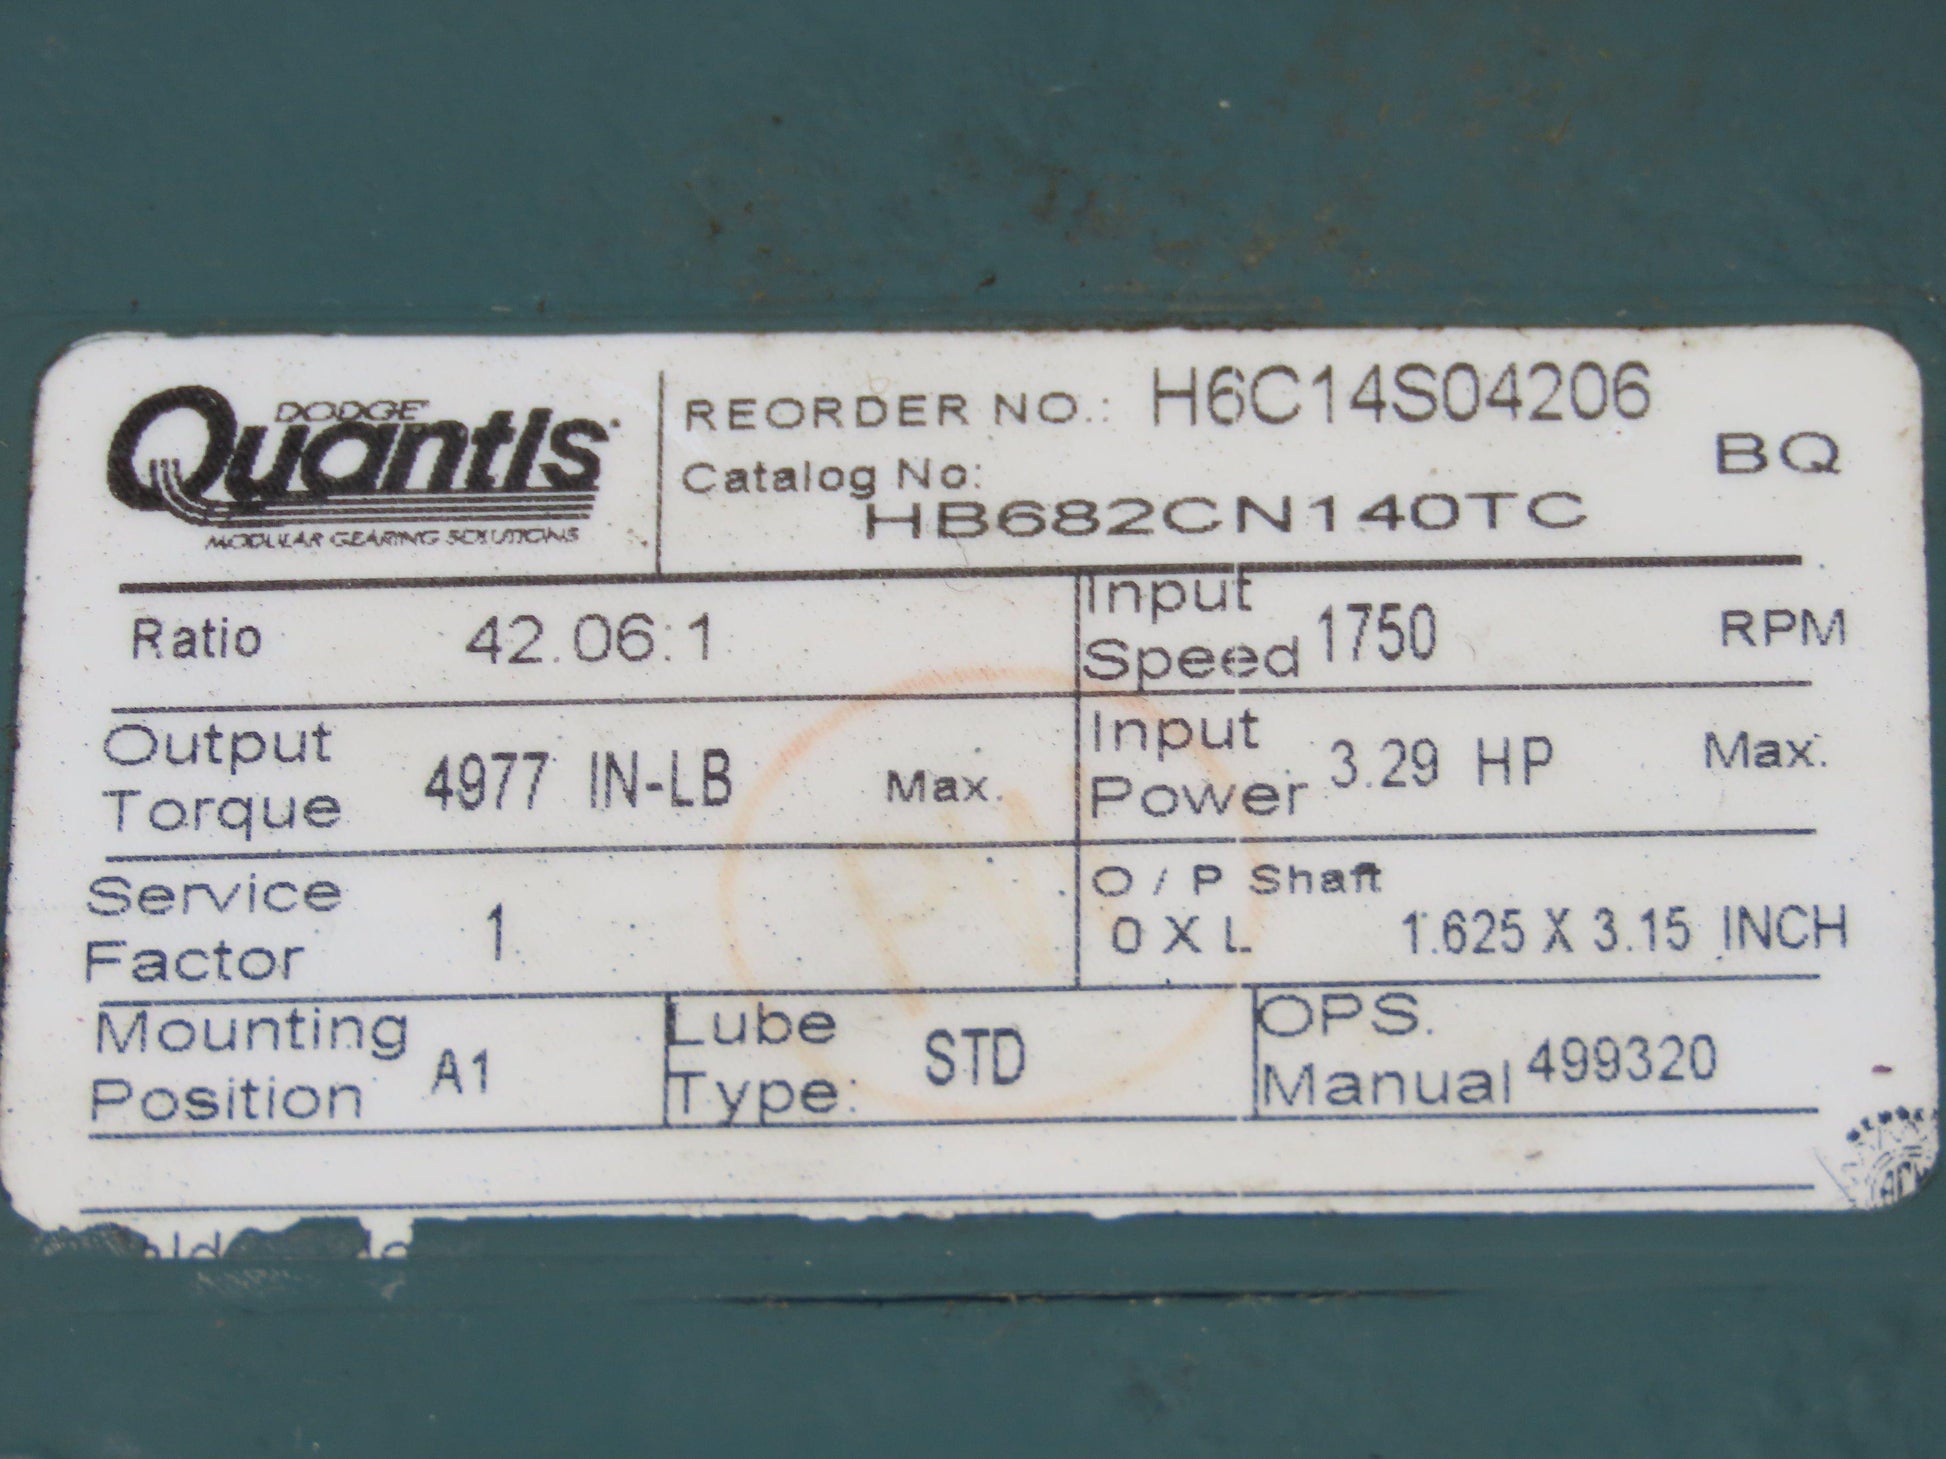 DODGE
Quantis
MODULAR GEARING SOLUTIONS
REORDER NO.: H6C14S04206
BQ
Catalog No:
HB682CN140TC
Ratio 42.06:1
Input Speed 1750 RPM
Output Torque 4977 IN-LB Max.
Input Power 3.29 HP Max.
Service Factor 1
O / P Shaft
O X L 1.625 X 3.15 INCH
Mounting Position A1
Lube Type: STD
OPS. Manual 499320
MEMBER